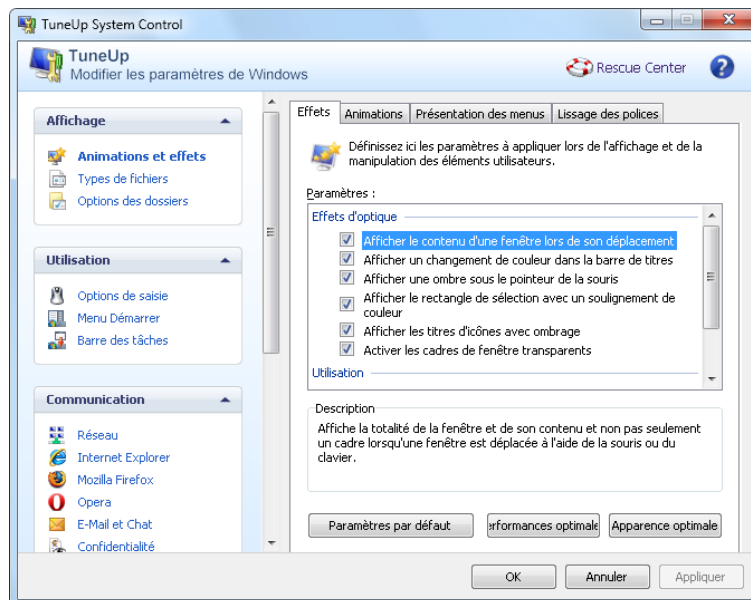 TuneUp System Control
TuneUp
Modifier les paramètres de Windows
Rescue Center
Affichage
Animations et effets
Types de fichiers
Options des dossiers
Utilisation
Options de saisie
Menu Démarrer
Barre des tâches
Communication
Réseau
Internet Explorer
Mozilla Firefox
Opera
E-Mail et Chat
Confidentialité
Effets
Animations
Présentation des menus
Lissage des polices
Définissez ici les paramètres à appliquer lors de l'affichage et de la
manipulation des éléments utilisateurs.
Paramètres :
Effets d'optique
Afficher le contenu d'une fenêtre lors de son déplacement
Afficher un changement de couleur dans la barre de titres
Afficher une ombre sous le pointeur de la souris
Afficher le rectangle de sélection avec un soulignement de
couleur
Afficher les titres d'icônes avec ombrage
Activer les cadres de fenêtre transparents
Utilisation
Description
Affiche la totalité de la fenêtre et de son contenu et non pas seulement
un cadre lorsqu'une fenêtre est déplacée à l'aide de la souris ou du
clavier.
Paramètres par défaut
erformances optimale
Apparence optimale
OK
Annuler
Appliquer